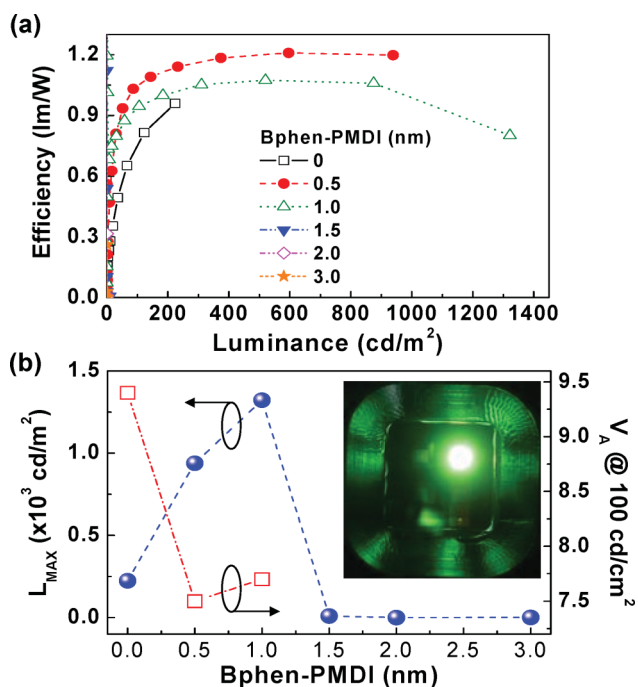 (a)
1.2
0.9
0.6
0.3
0.0
Efficiency (lm/W)
Bphen-PMDI (nm)
0
0.5
1.0
1.5
2.0
3.0
0 200 400 600 800 1000 1200 1400
Luminance (cd/m²)
(b)
1.5
1.0
0.5
0.0
L_MAX (x10³ cd/m²)
9.5
9.0
8.5
8.0
7.5
V_A @ 100 cd/cm²
0.0 0.5 1.0 1.5 2.0 2.5 3.0
Bphen-PMDI (nm)